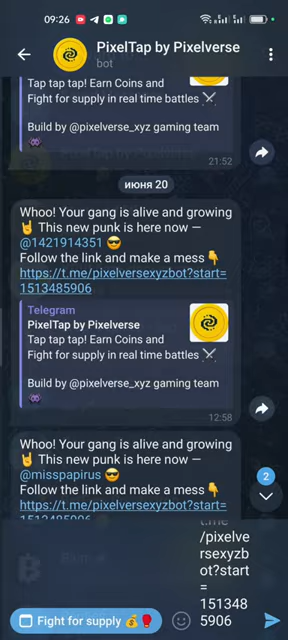 09:26
PixelTap by Pixelverse
bot
Tap tap tap! Earn Coins and
Fight for supply in real time battles ⚔️
Build by @pixelverse_xyz gaming team
👾
21:52
июня 20
Whoo! Your gang is alive and growing
🤘 This new punk is here now —
@1421914351 😎
Follow the link and make a mess👇
https://t.me/pixelversexyzbot?start=
1513485906
Telegram
PixelTap by Pixelverse
Tap tap tap! Earn Coins and
Fight for supply in real time battles ⚔️
Build by @pixelverse_xyz gaming team
👾
12:58
Whoo! Your gang is alive and growing
🤘 This new punk is here now —
@misspapirus 😎
Follow the link and make a mess👇
https://t.me/pixelversexyzbot?start=
1513485906
2
t.me
/pixelve
rsexyzb
ot?start
=
151348
5906
Fight for supply 💰🥊